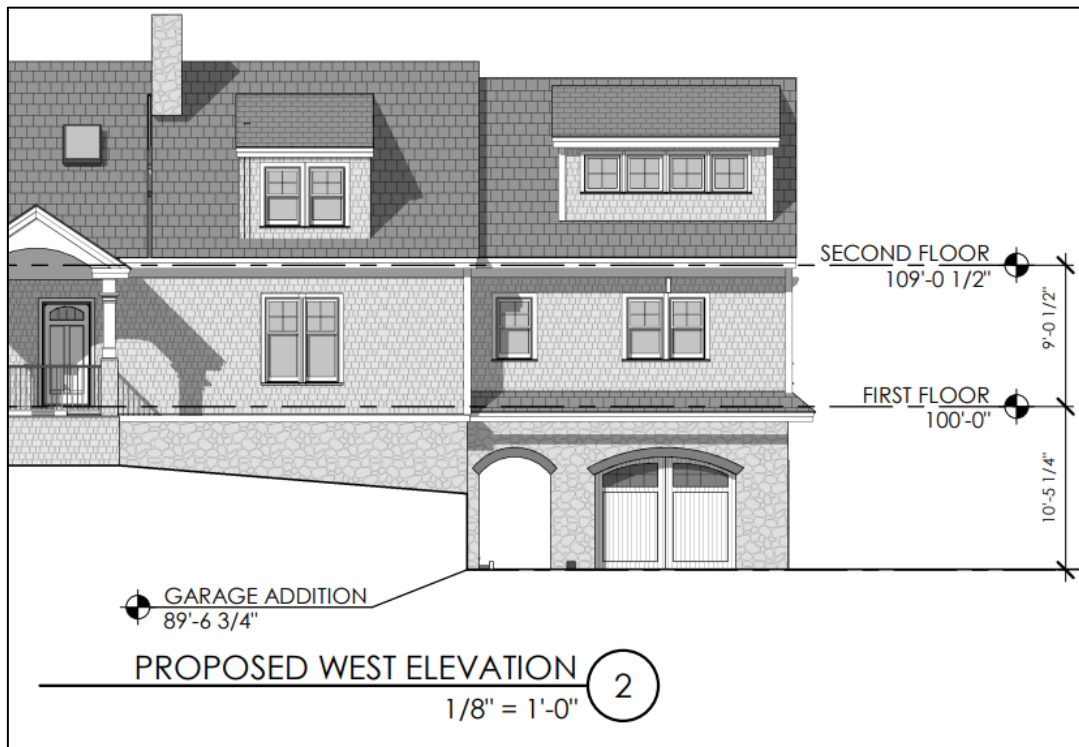 SECOND FLOOR
109'-0 1/2"
9'-0 1/2"
FIRST FLOOR
100'-0"
10'-5 1/4"
GARAGE ADDITION
89'-6 3/4"
PROPOSED WEST ELEVATION
2
1/8" = 1'-0"